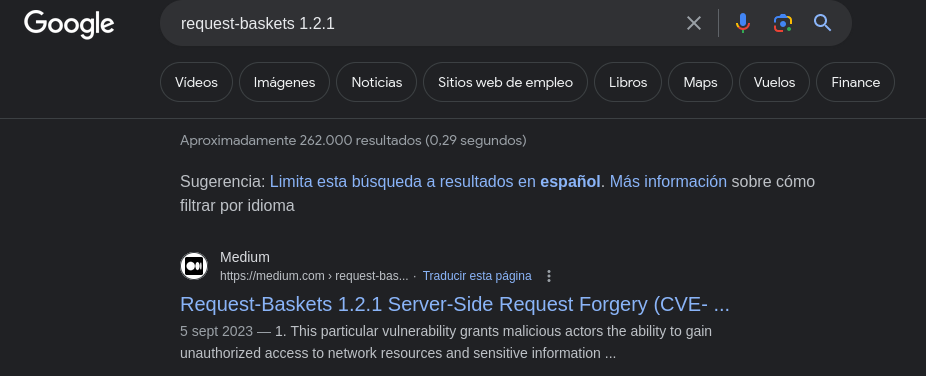 Google
request-baskets 1.2.1
Vídeos Imágenes Noticias Sitios web de empleo Libros Maps Vuelos Finance
Aproximadamente 262.000 resultados (0,29 segundos)
Sugerencia: Limita esta búsqueda a resultados en español. Más información sobre cómo
filtrar por idioma
Medium
https://medium.com › request-bas... · Traducir esta página
Request-Baskets 1.2.1 Server-Side Request Forgery (CVE- ...
5 sept 2023 — 1. This particular vulnerability grants malicious actors the ability to gain
unauthorized access to network resources and sensitive information ...